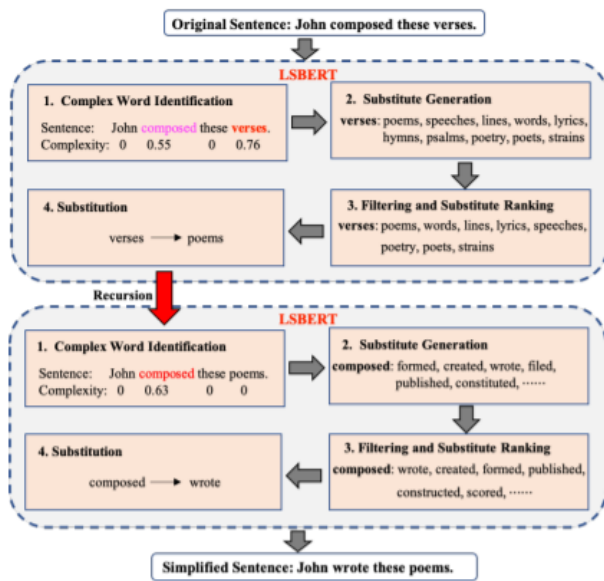 Original Sentence: John composed these verses.
LSBERT
1. Complex Word Identification
Sentence: John composed these verses.
Complexity: 0 0.55 0 0.76
2. Substitute Generation
verses: poems, speeches, lines, words, lyrics,
hymns, psalms, poetry, poets, strains
4. Substitution
verses → poems
3. Filtering and Substitute Ranking
verses: poems, words, lines, lyrics, speeches,
poetry, poets, strains
Recursion
LSBERT
1. Complex Word Identification
Sentence: John composed these poems.
Complexity: 0 0.63 0 0
2. Substitute Generation
composed: formed, created, wrote, filed,
published, constituted, ······
4. Substitution
composed → wrote
3. Filtering and Substitute Ranking
composed: wrote, created, formed, published,
constructed, scored, ······
Simplified Sentence: John wrote these poems.